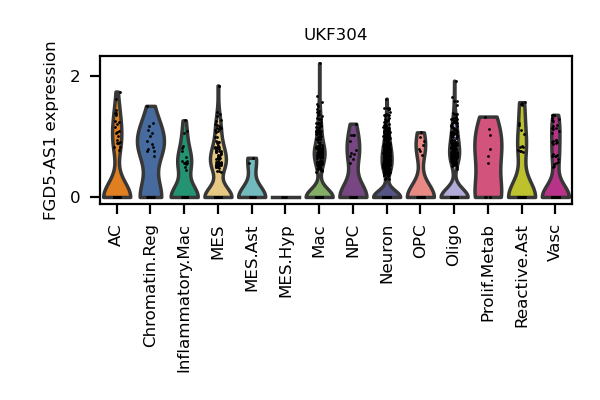 UKF304
FGD5-AS1 expression
2
0
AC
Chromatin.Reg
Inflammatory.Mac
MES
MES.Ast
MES.Hyp
Mac
NPC
Neuron
OPC
Oligo
Prolif.Metab
Reactive.Ast
Vasc